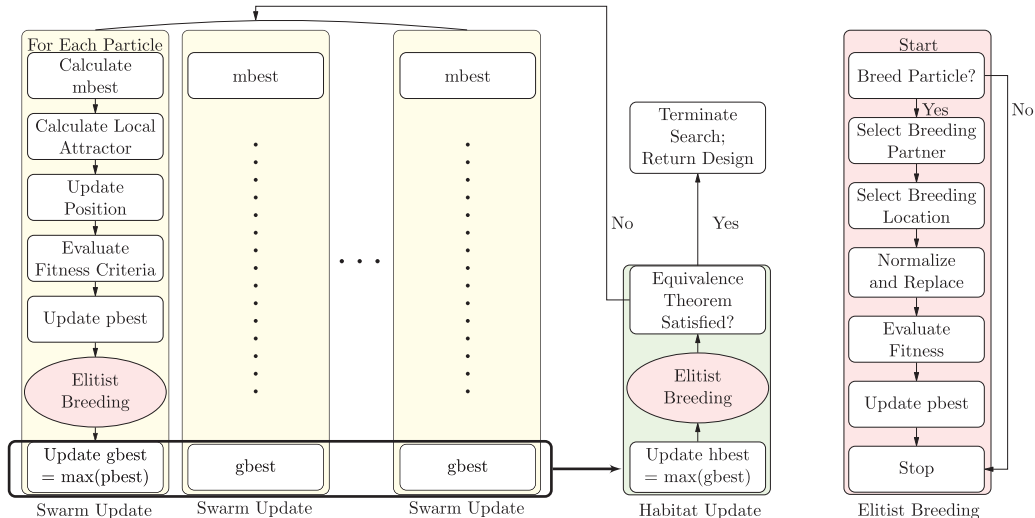 For Each Particle
Calculate
mbest
Calculate Local
Attractor
Update
Position
Evaluate
Fitness Criteria
Update pbest
Elitist
Breeding
Update gbest
= max(pbest)
Swarm Update
mbest
gbest
Swarm Update
mbest
gbest
Swarm Update
No
Yes
Terminate
Search;
Return Design
Equivalence
Theorem
Satisfied?
Elitist
Breeding
Update hbest
= max(gbest)
Habitat Update
Start
Breed Particle?
Yes
No
Select Breeding
Partner
Select Breeding
Location
Normalize
and Replace
Evaluate
Fitness
Update pbest
Stop
Elitist Breeding